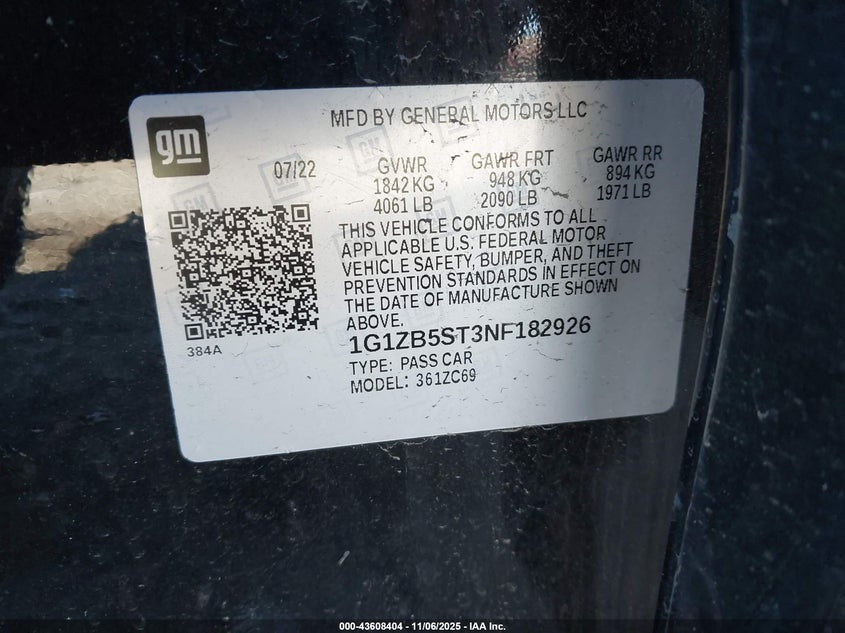 MFD BY GENERAL MOTORS LLC
gm
07/22
GVWR
1842 KG
4061 LB
GAWR FRT
948 KG
2090 LB
GAWR RR
894 KG
1971 LB
THIS VEHICLE CONFORMS TO ALL
APPLICABLE U.S. FEDERAL MOTOR
VEHICLE SAFETY, BUMPER, AND THEFT
PREVENTION STANDARDS IN EFFECT ON
THE DATE OF MANUFACTURE SHOWN
ABOVE.
384A
1G1ZB5ST3NF182926
TYPE: PASS CAR
MODEL: 361ZC69
000-43608404 - 11/06/2025 - IAA Inc.